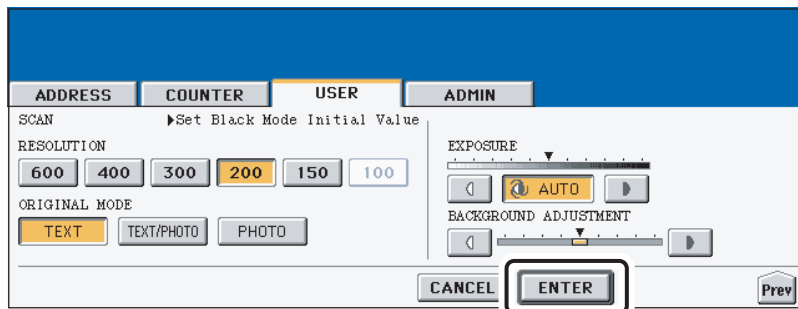 ADDRESS COUNTER USER ADMIN
SCAN ▶Set Black Mode Initial Value
RESOLUTION
600 400 300 200 150 100
ORIGINAL MODE
TEXT TEXT/PHOTO PHOTO
EXPOSURE
AUTO
BACKGROUND ADJUSTMENT
CANCEL ENTER Prev